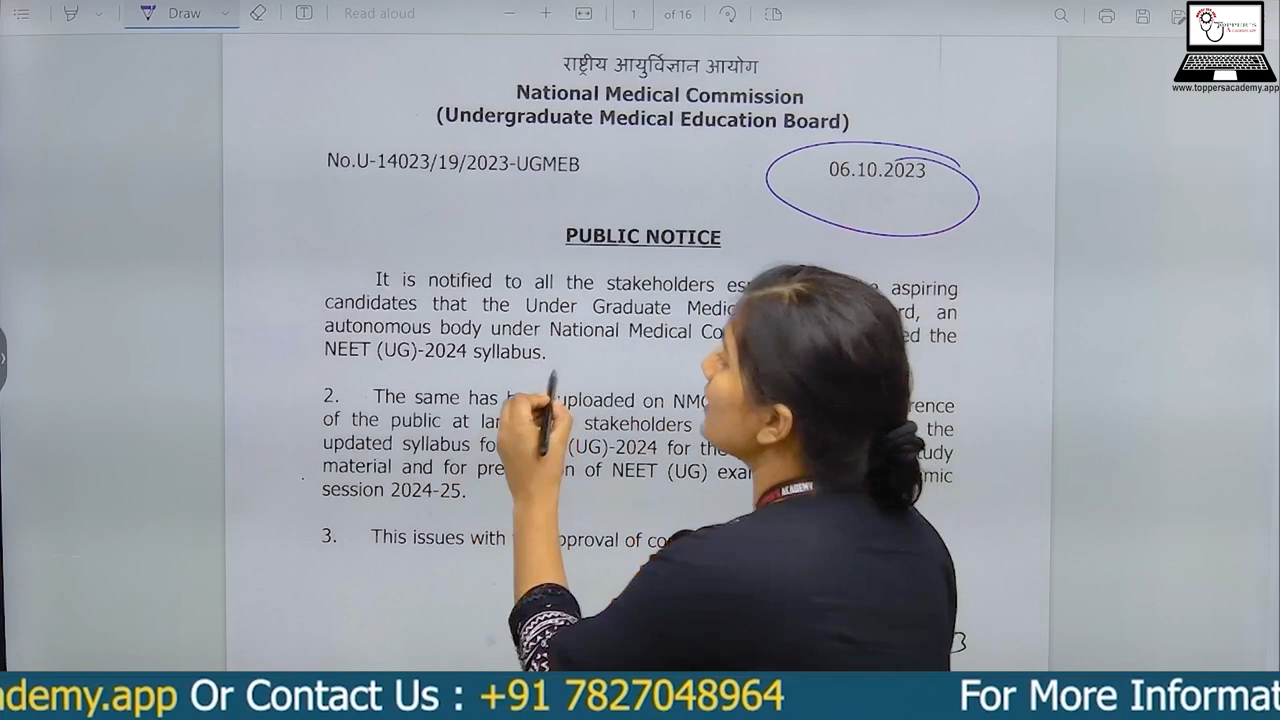 Draw
Read aloud
1 of 16
TOPPER'S
ACADEMY.APP
www.toppersacademy.app
राष्ट्रीय आयुर्विज्ञान आयोग
National Medical Commission
(Undergraduate Medical Education Board)
No.U-14023/19/2023-UGMEB
06.10.2023
PUBLIC NOTICE
It is notified to all the stakeholders aspiring
candidates that the Under Graduate an
autonomous body under National Medical the
NEET (UG)-2024 syllabus.
2. The same has uploaded on
of the public at stakeholders the
updated syllabus (UG)-2024 for
material and for of NEET (UG)
session 2024-25.
3. This issues with of
ACADEMY
ademy.app Or Contact Us : +91 7827048964 For More Informat